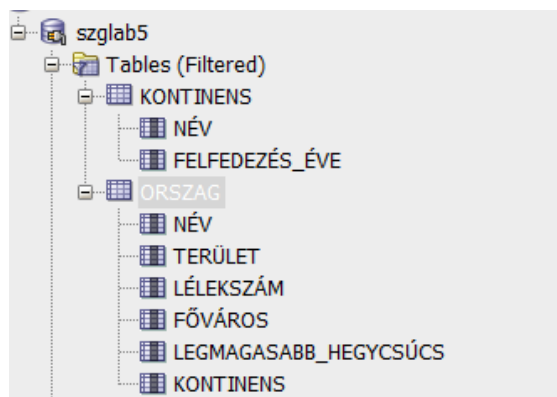 szglab5
Tables (Filtered)
KONTINENS
NÉV
FELFEDEZÉS_ÉVE
ORSZAG
NÉV
TERÜLET
LÉLEKSZÁM
FŐVÁROS
LEGMAGASABB_HEGYCSÚCS
KONTINENS